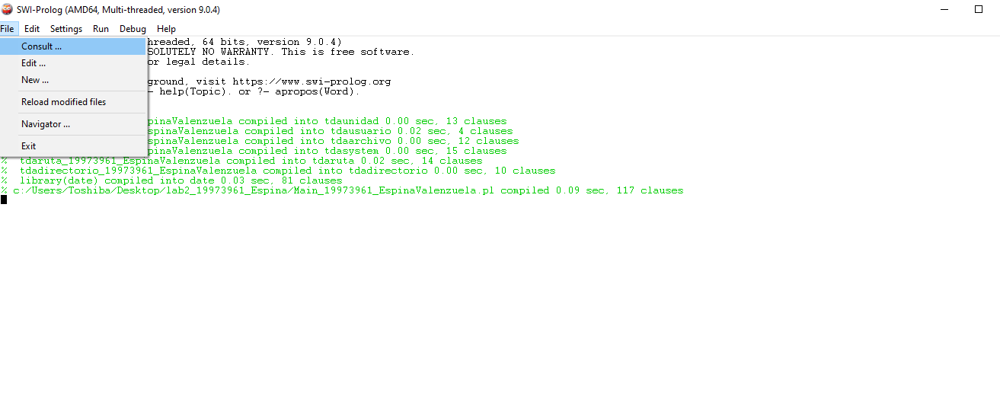 SWI-Prolog (AMD64, Multi-threaded, version 9.0.4)
File Edit Settings Run Debug Help
Consult ...
Edit ...
New ...
Reload modified files
Navigator ...
Exit
hreaded, 64 bits, version 9.0.4)
SOLUTELY NO WARRANTY. This is free software.
or legal details.
ground, visit https://www.swi-prolog.org
- help(Topic). or ?- apropos(Word).
spinaValenzuela compiled into tdaunidad 0.00 sec, 13 clauses
EspinaValenzuela compiled into tdausuario 0.02 sec, 4 clauses
EspinaValenzuela compiled into tdaarchivo 0.00 sec, 12 clauses
spinaValenzuela compiled into tdasystem 0.00 sec, 15 clauses
%  tdaruta_19973961_EspinaValenzuela compiled into tdaruta 0.02 sec, 14 clauses
%  tdadirectorio_19973961_EspinaValenzuela compiled into tdadirectorio 0.00 sec, 10 clauses
%  library(date) compiled into date 0.03 sec, 81 clauses
% c:/Users/Toshiba/Desktop/lab2_19973961_Espina/Main_19973961_EspinaValenzuela.pl compiled 0.09 sec, 117 clauses